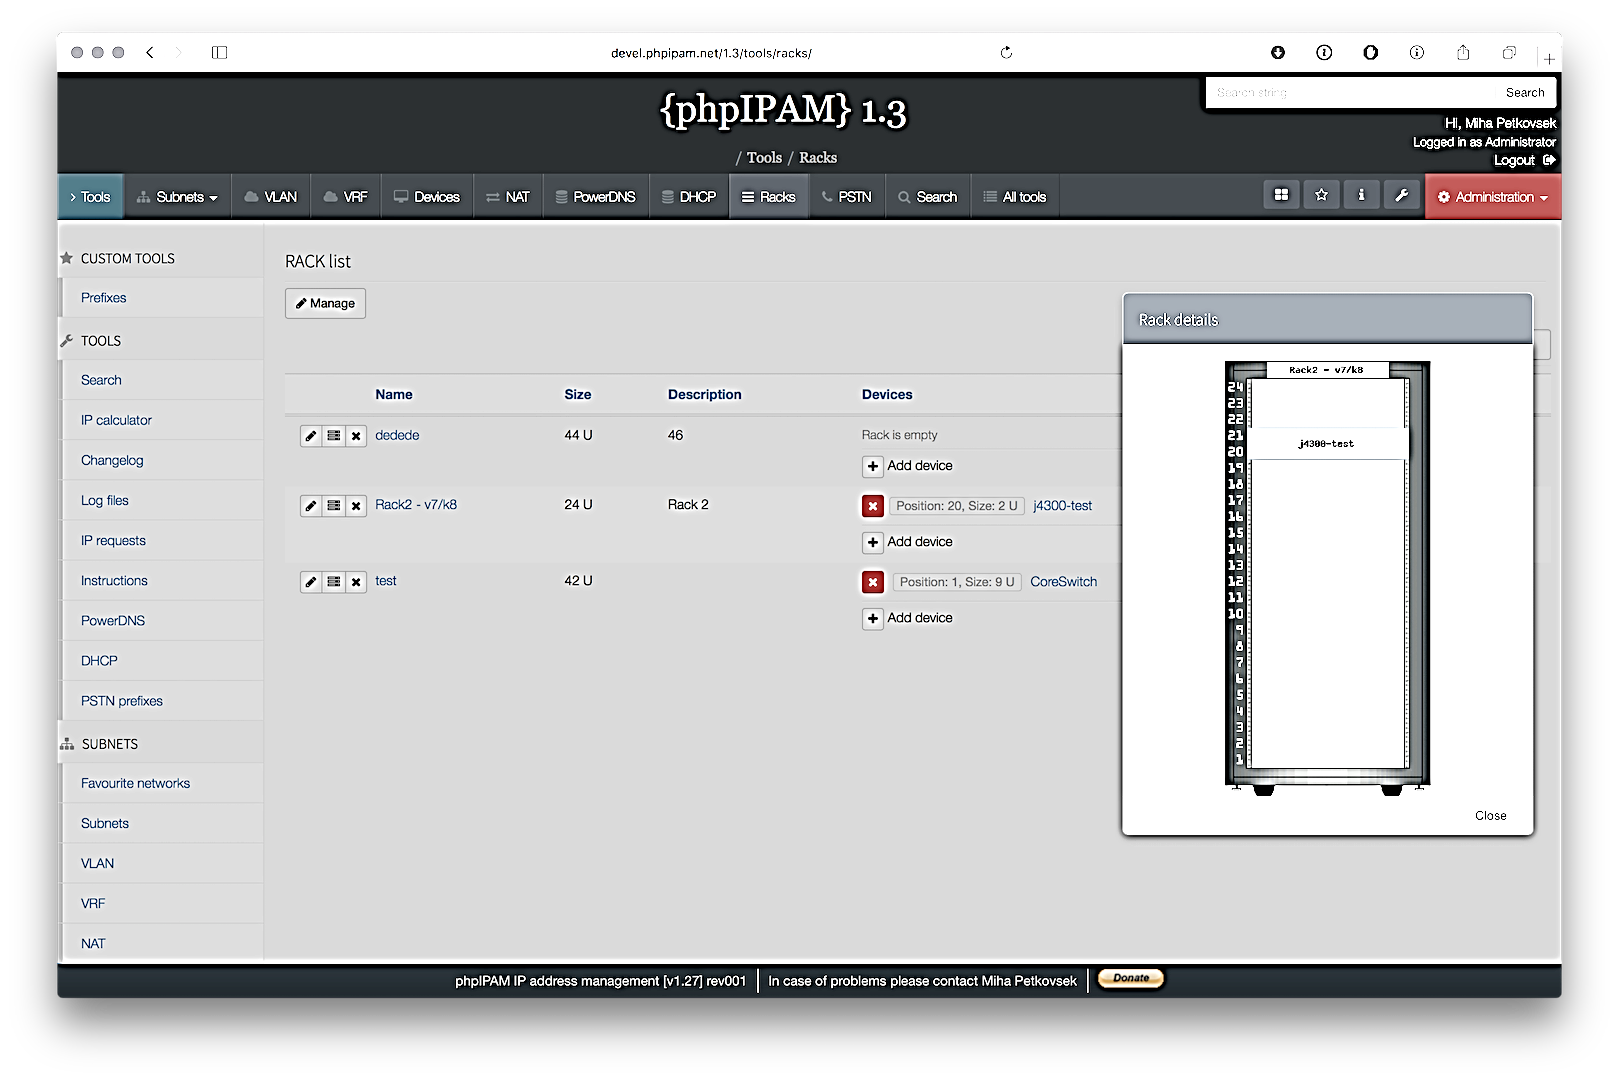 devel.phpipam.net/1.3/tools/racks/
{phpIPAM} 1.3
/ Tools / Racks
Search string Search
Hi, Miha Petkovsek
Logged in as Administrator
Logout
Tools Subnets VLAN VRF Devices NAT PowerDNS DHCP Racks PSTN Search All tools Administration
CUSTOM TOOLS
Prefixes
TOOLS
Search
IP calculator
Changelog
Log files
IP requests
Instructions
PowerDNS
DHCP
PSTN prefixes
SUBNETS
Favourite networks
Subnets
VLAN
VRF
NAT
RACK list
Manage
Name Size Description Devices
dedede 44 U 46 Rack is empty
Add device
Rack2 - v7/k8 24 U Rack 2 Position: 20, Size: 2 U j4300-test
Add device
test 42 U Position: 1, Size: 9 U CoreSwitch
Add device
Rack details
Rack2 - v7/k8
24
23
22
21
j4300-test
20
19
18
17
16
15
14
13
12
11
10
9
8
7
6
5
4
3
2
1
Close
phpIPAM IP address management [v1.27] rev001 In case of problems please contact Miha Petkovsek Donate